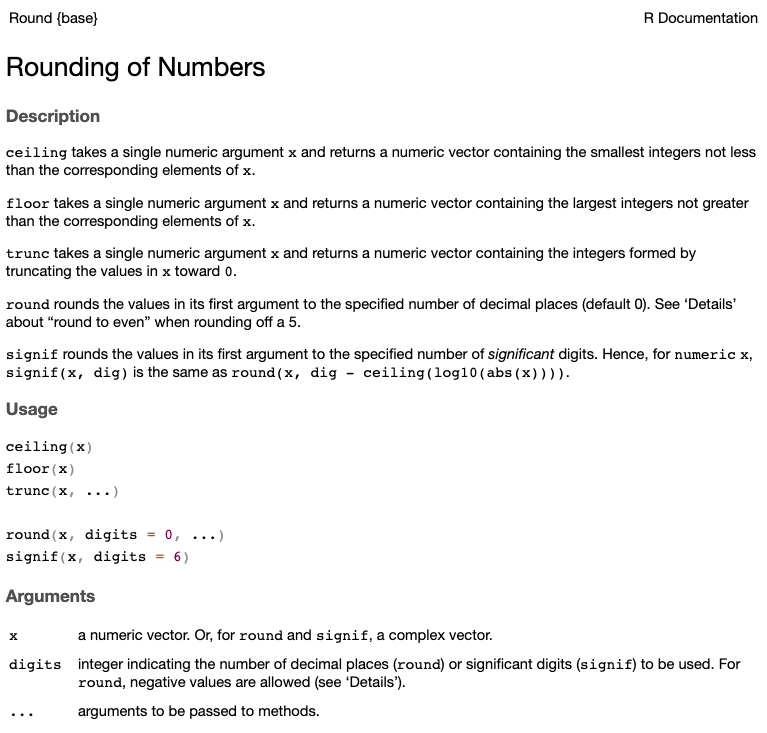 Round {base}
R Documentation
Rounding of Numbers
Description
ceiling takes a single numeric argument x and returns a numeric vector containing the smallest integers not less
than the corresponding elements of x.
floor takes a single numeric argument x and returns a numeric vector containing the largest integers not greater
than the corresponding elements of x.
trunc takes a single numeric argument x and returns a numeric vector containing the integers formed by
truncating the values in x toward 0.
round rounds the values in its first argument to the specified number of decimal places (default 0). See ‘Details’
about “round to even” when rounding off a 5.
signif rounds the values in its first argument to the specified number of significant digits. Hence, for numeric x,
signif(x, dig) is the same as round(x, dig - ceiling(log10(abs(x)))).
Usage
ceiling(x)
floor(x)
trunc(x, ...)
round(x, digits = 0, ...)
signif(x, digits = 6)
Arguments
x a numeric vector. Or, for round and signif, a complex vector.
digits integer indicating the number of decimal places (round) or significant digits (signif) to be used. For
round, negative values are allowed (see ‘Details’).
... arguments to be passed to methods.